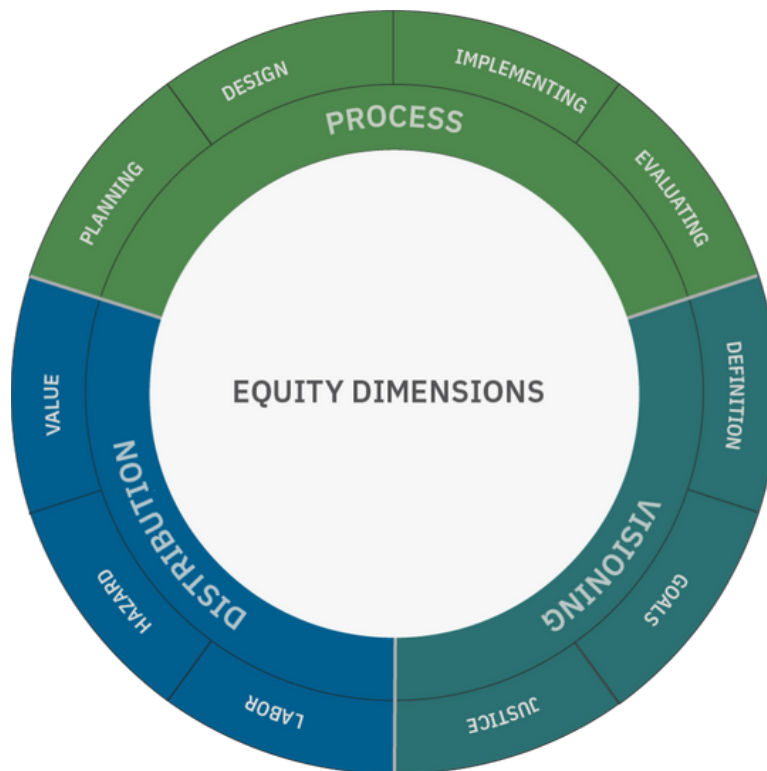 EQUITY DIMENSIONS
PROCESS
PLANNING
DESIGN
IMPLEMENTING
EVALUATING
VISIONING
DEFINITION
GOALS
JUSTICE
DISTRIBUTION
LABOR
HAZARD
VALUE